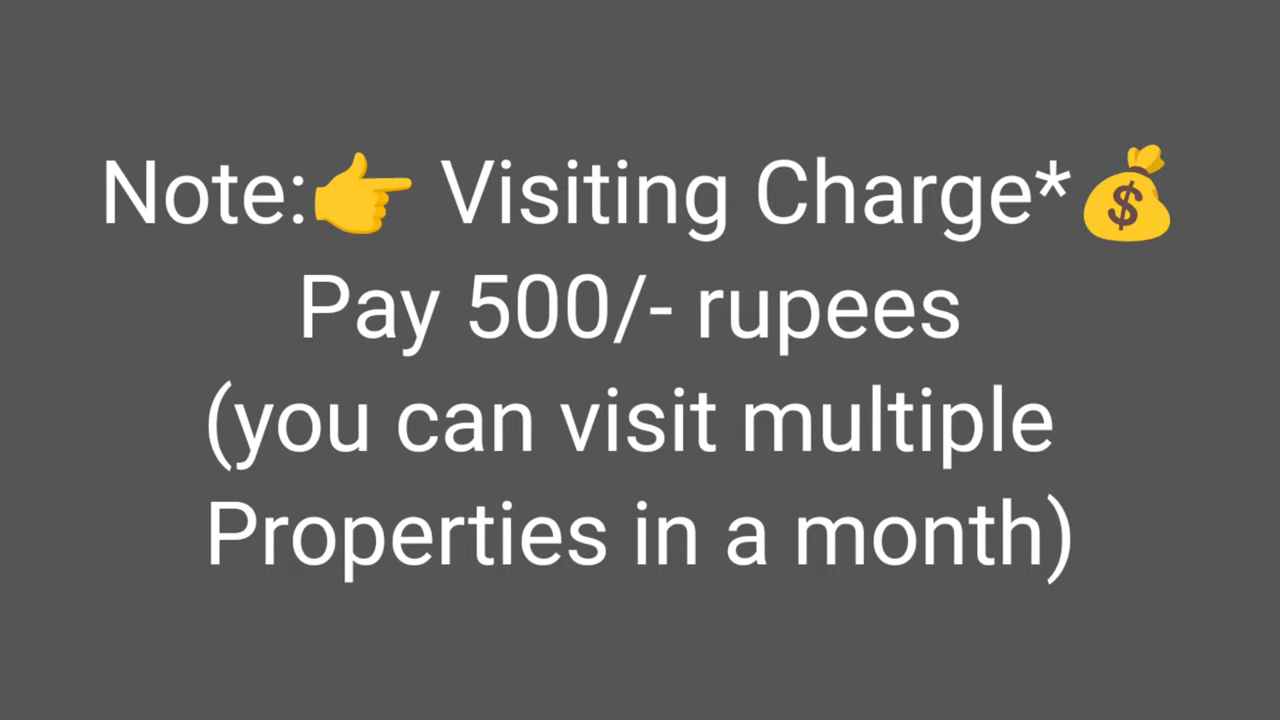 Note:👉 Visiting Charge*💰
Pay 500/- rupees
(you can visit multiple
Properties in a month)